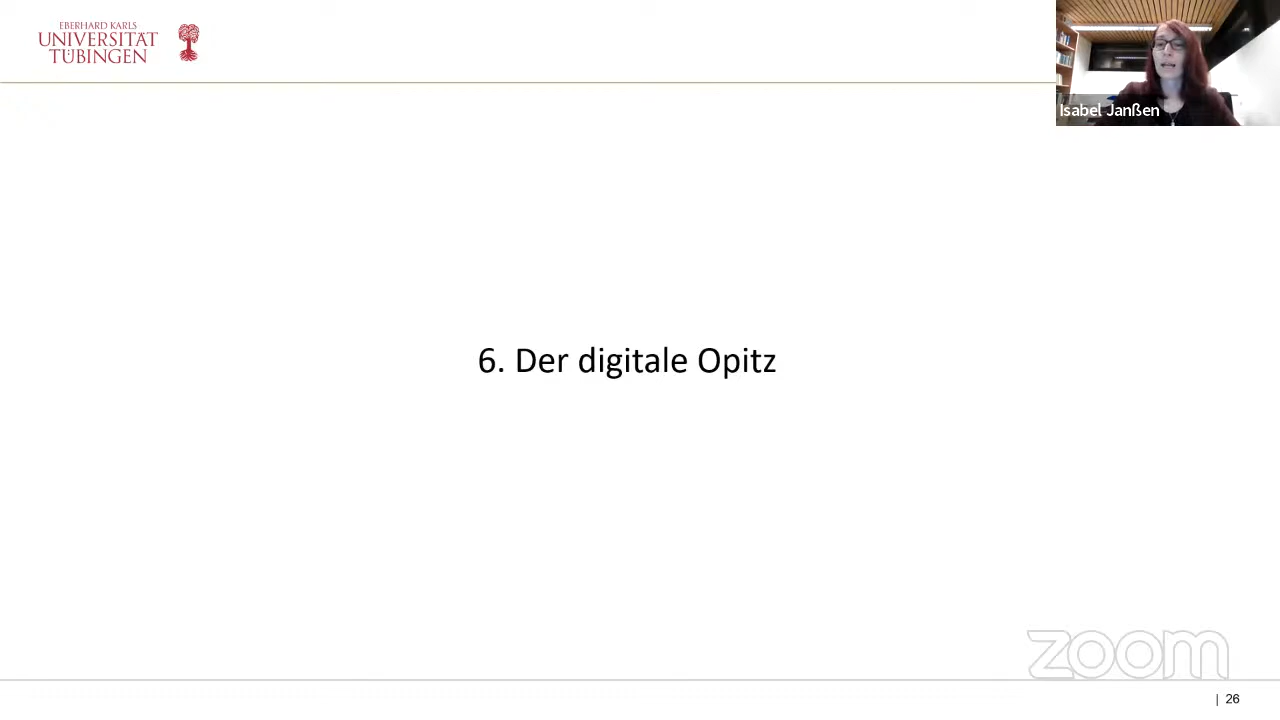 EBERHARD KARLS
UNIVERSITÄT
TÜBINGEN
Isabel Janßen
6. Der digitale Opitz
zoom
| 26